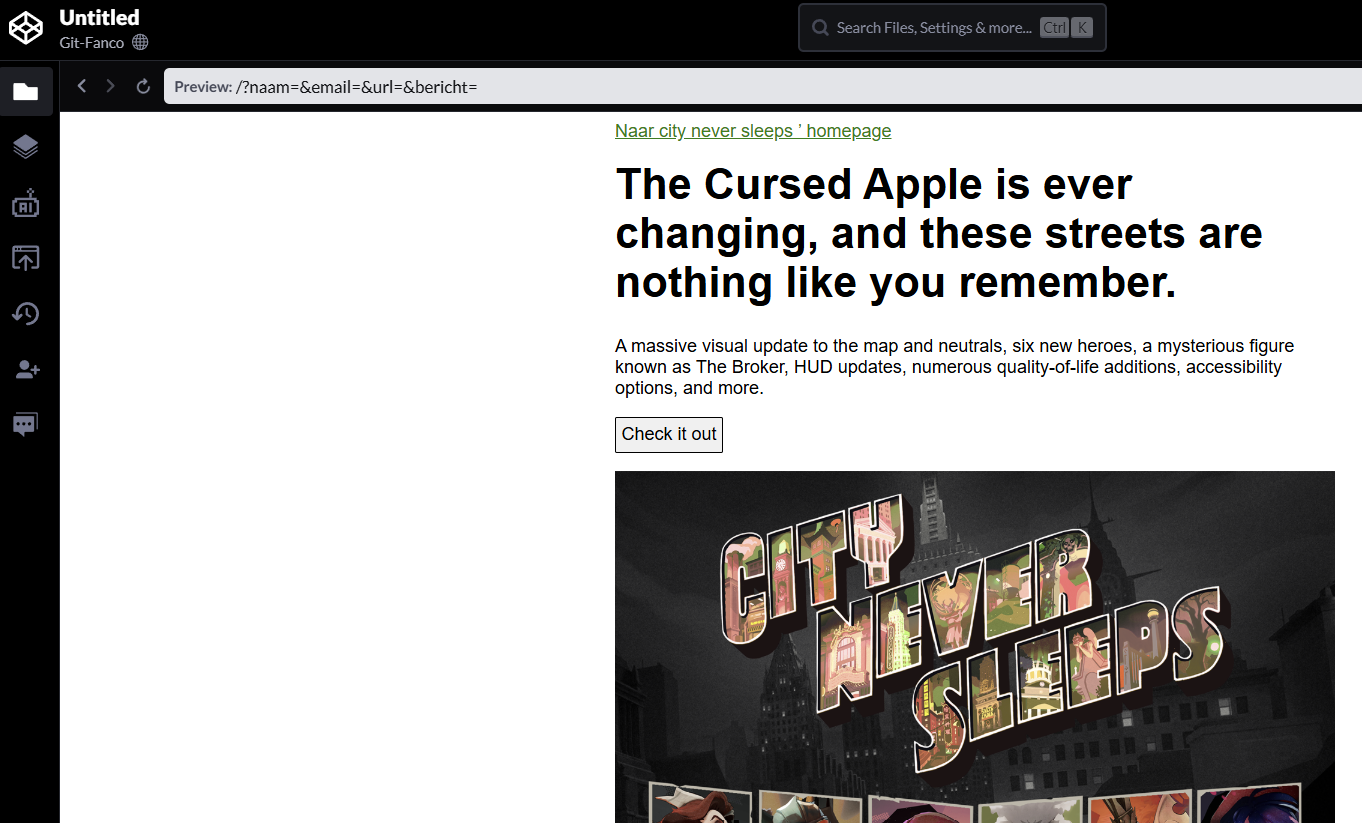 Untitled
Git-Fanco
Search Files, Settings & more... Ctrl K
Preview: /?naam=&email=&url=&bericht=
AI
Naar city never sleeps ’ homepage
The Cursed Apple is ever
changing, and these streets are
nothing like you remember.
A massive visual update to the map and neutrals, six new heroes, a mysterious figure
known as The Broker, HUD updates, numerous quality-of-life additions, accessibility
options, and more.
Check it out
CITY
NEVER
SLEEPS